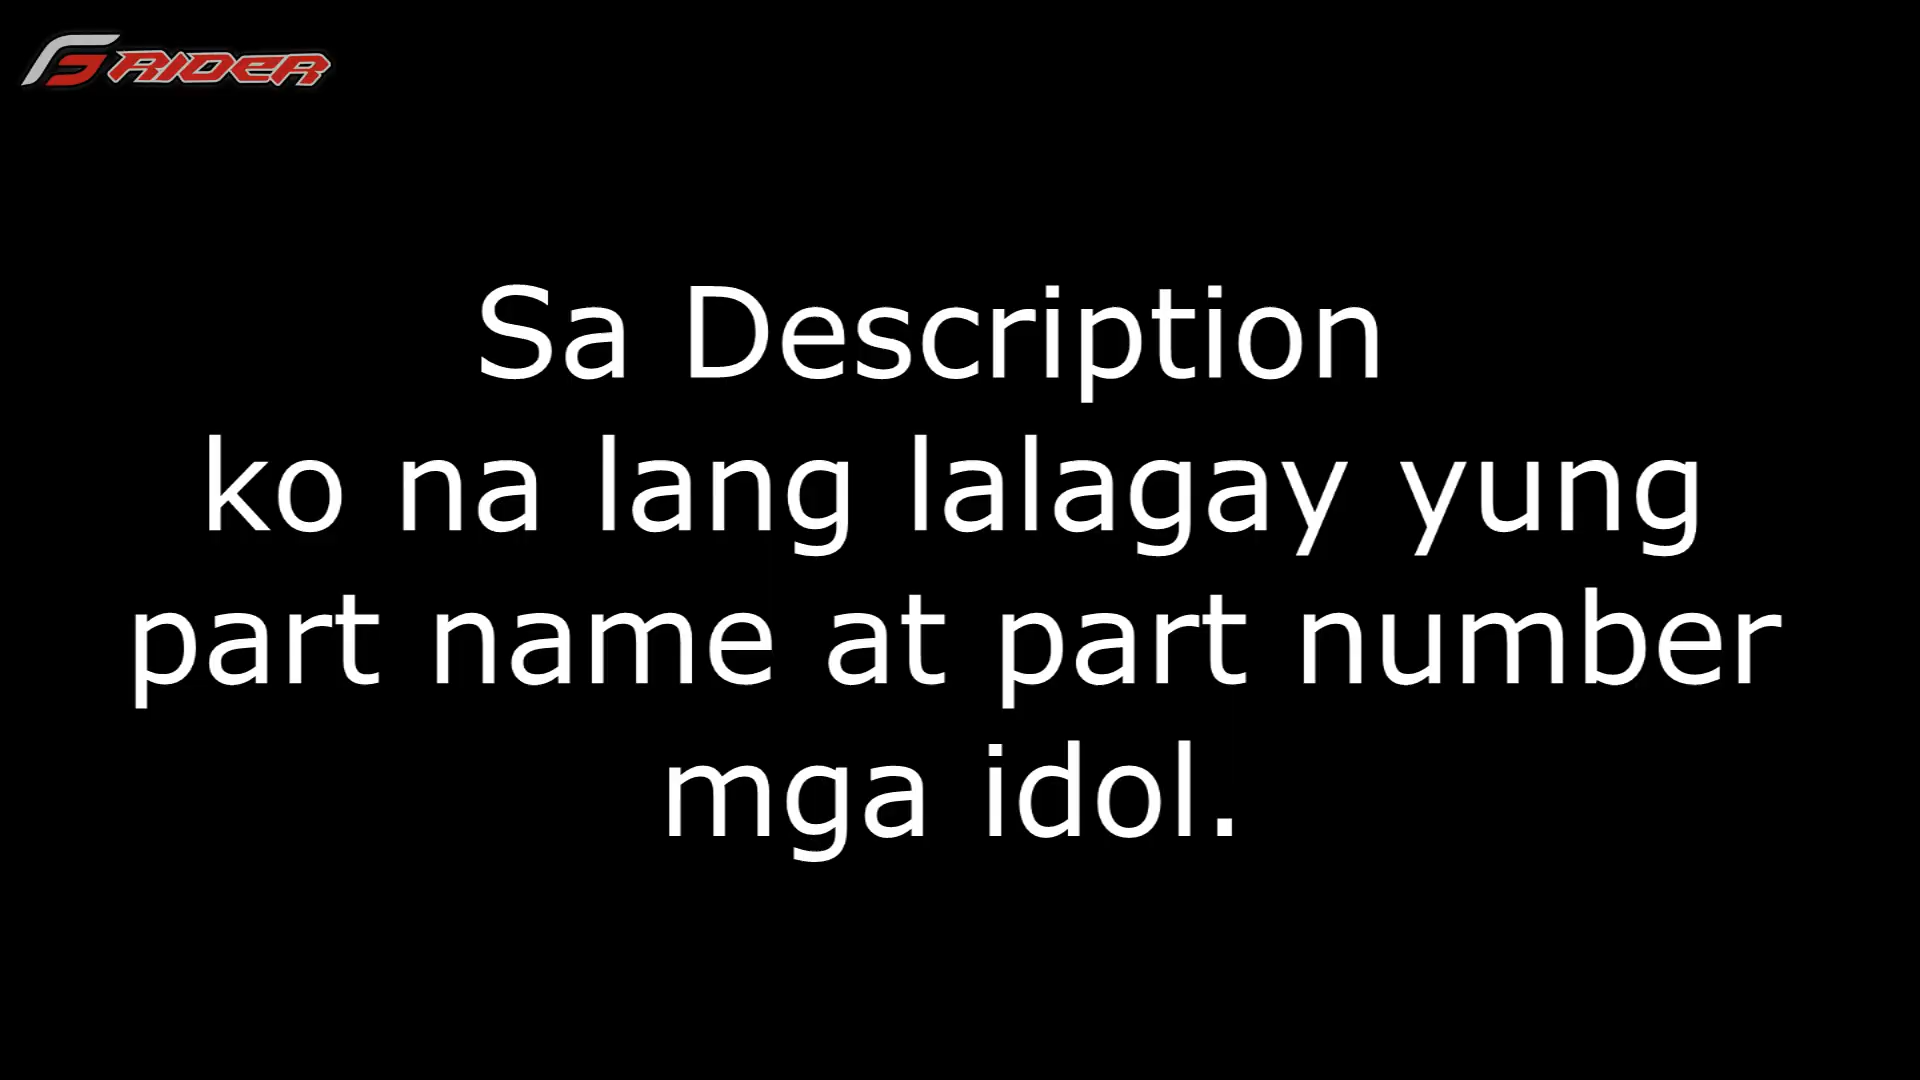 RIDER
Sa Description
ko na lang lalagay yung
part name at part number
mga idol.